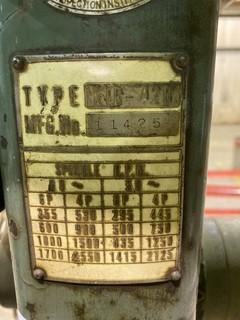 TYPE
MFG.No. 11425
SPINDLE R.P.M.
40~ 50~
6P 4P 6P 4P
355 530 295 445
600 900 500 750
1000 1500 835 1250
1700 2550 1415 2125